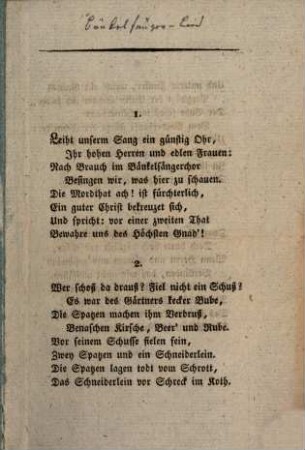 Bänkelsänger-Lied
1.
Leiht unserm Sang ein günstig Ohr,
Ihr hohen Herren und edlen Frauen:
Nach Brauch im Bänkelsängerchor
Besingen wir, was hier zu schauen.
Die Mordthat ach! ist fürchterlich,
Ein guter Christ bekreuzet sich,
Und spricht: vor einer zweiten That
Bewahre uns des Höchsten Gnad'!
2.
Wer schoß da drauß? Fiel nicht ein Schuß?
Es war des Gärtners kecker Bube,
Die Spatzen machen ihm Verdruß,
Benaschen Kirsche, Beer' und Rube.
Vor seinem Schusse fielen fein,
Zwey Spatzen und ein Schneiderlein.
Die Spatzen lagen todt vom Schrott,
Das Schneiderlein vor Schreck im Koth.